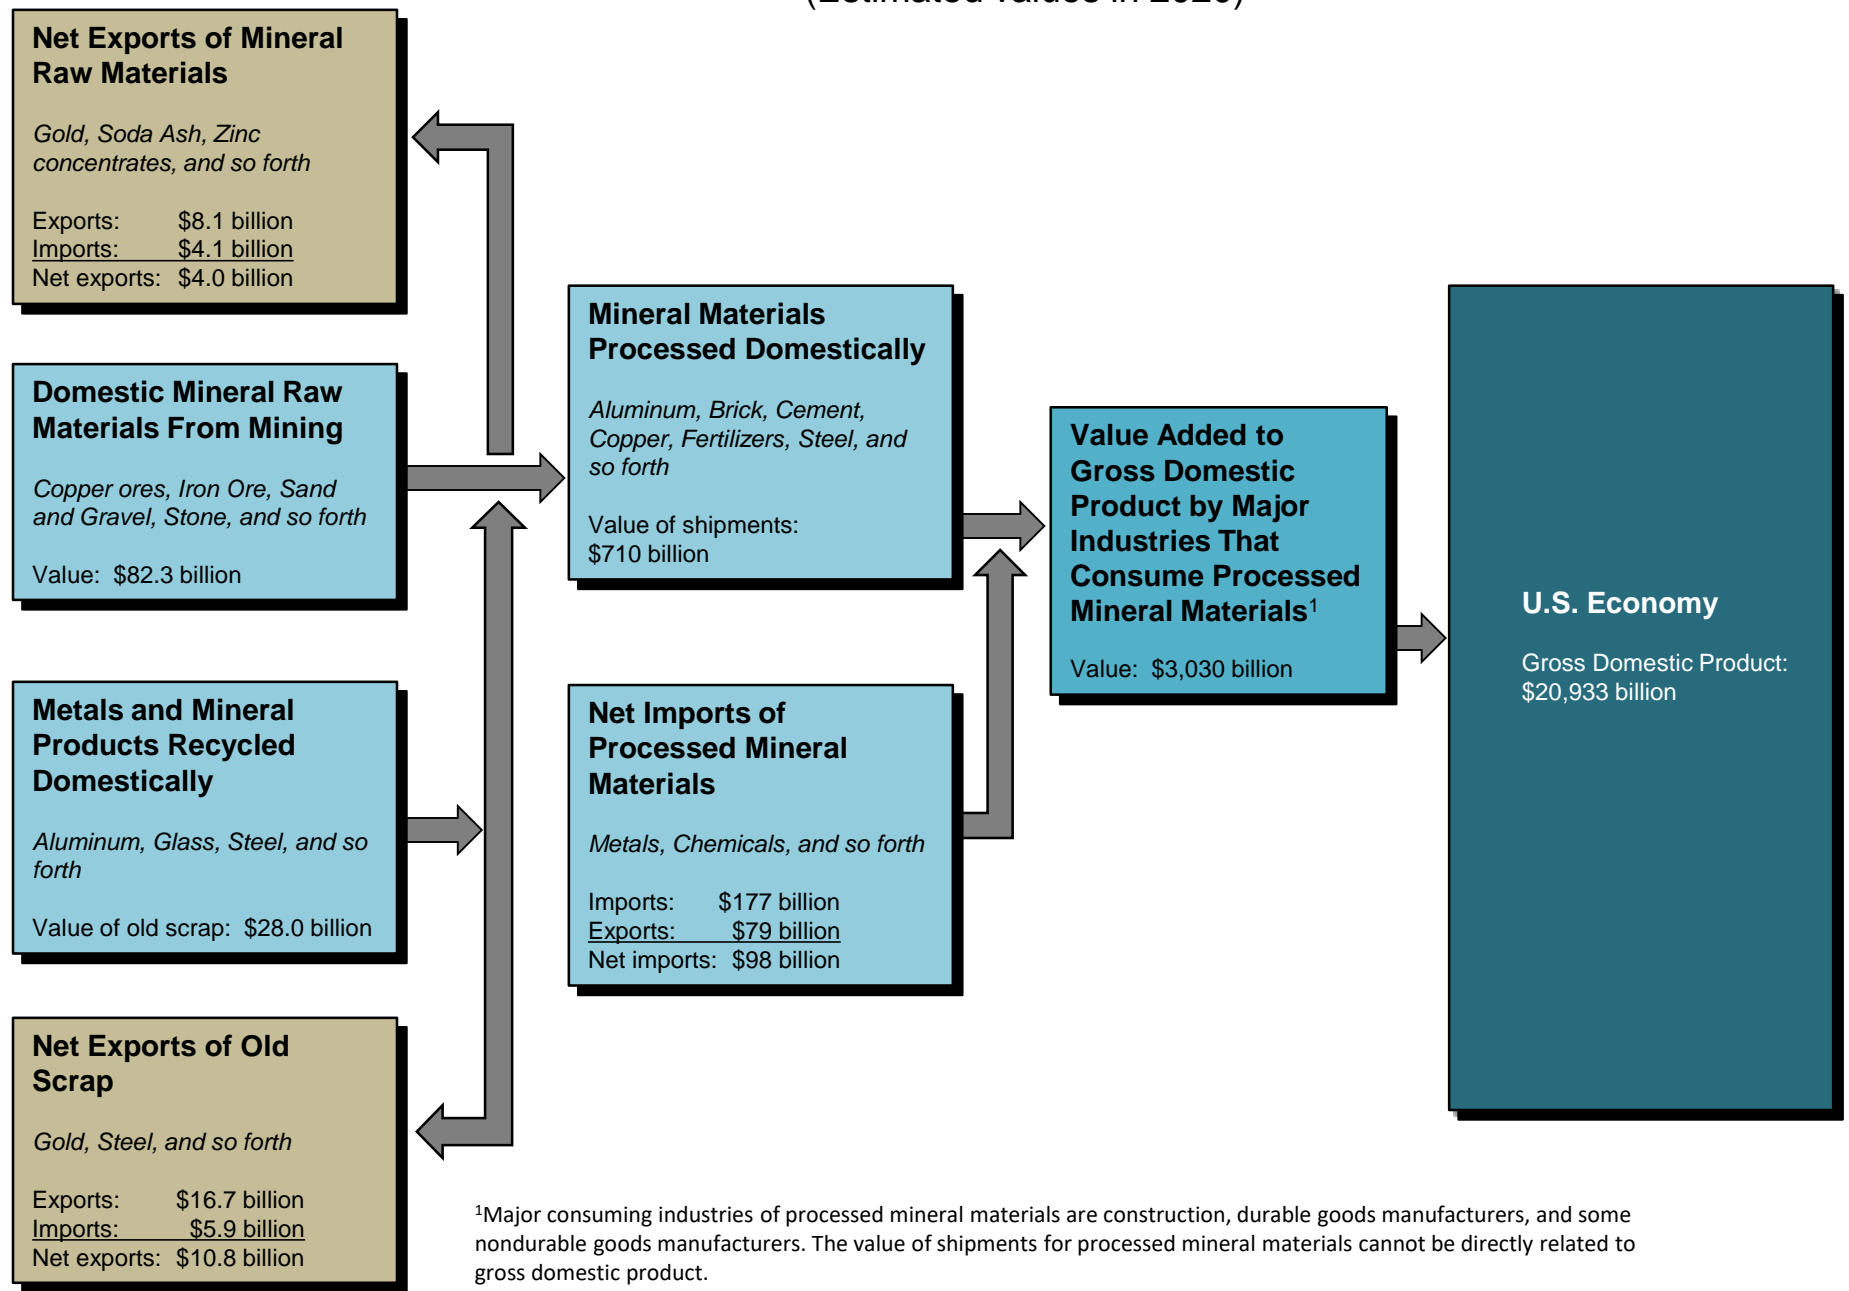 (Estimated values in 2020)
Net Exports of Mineral
Raw Materials
Gold, Soda Ash, Zinc
concentrates, and so forth
Exports: $8.1 billion
Imports: $4.1 billion
Net exports: $4.0 billion
Domestic Mineral Raw
Materials From Mining
Copper ores, Iron Ore, Sand
and Gravel, Stone, and so forth
Value: $82.3 billion
Metals and Mineral
Products Recycled
Domestically
Aluminum, Glass, Steel, and so
forth
Value of old scrap: $28.0 billion
Net Exports of Old
Scrap
Gold, Steel, and so forth
Exports: $16.7 billion
Imports: $5.9 billion
Net exports: $10.8 billion
Mineral Materials
Processed Domestically
Aluminum, Brick, Cement,
Copper, Fertilizers, Steel, and
so forth
Value of shipments:
$710 billion
Net Imports of
Processed Mineral
Materials
Metals, Chemicals, and so forth
Imports: $177 billion
Exports: $79 billion
Net imports: $98 billion
Value Added to
Gross Domestic
Product by Major
Industries That
Consume Processed
Mineral Materials¹
Value: $3,030 billion
U.S. Economy
Gross Domestic Product:
$20,933 billion
¹Major consuming industries of processed mineral materials are construction, durable goods manufacturers, and some
nondurable goods manufacturers. The value of shipments for processed mineral materials cannot be directly related to
gross domestic product.